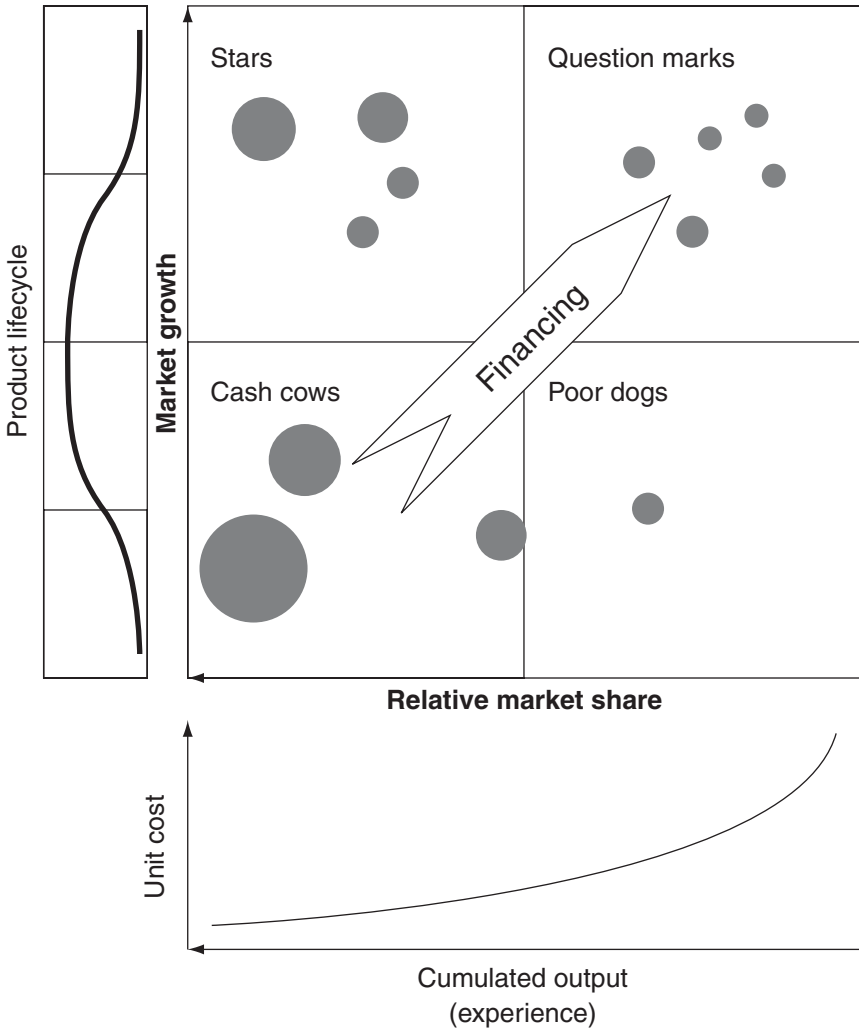 Stars
Question marks
Product lifecycle
Market growth
Financing
Cash cows
Poor dogs
Relative market share
Unit cost
Cumulated output
(experience)